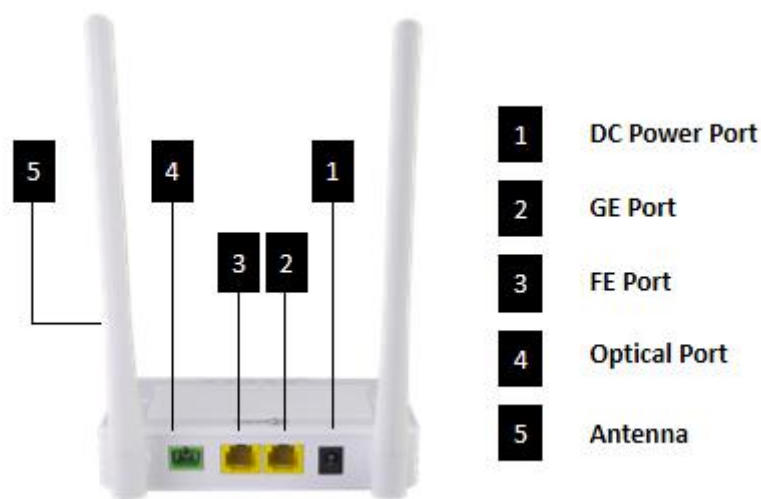 5
4
1
3
2
1 DC Power Port
2 GE Port
3 FE Port
4 Optical Port
5 Antenna